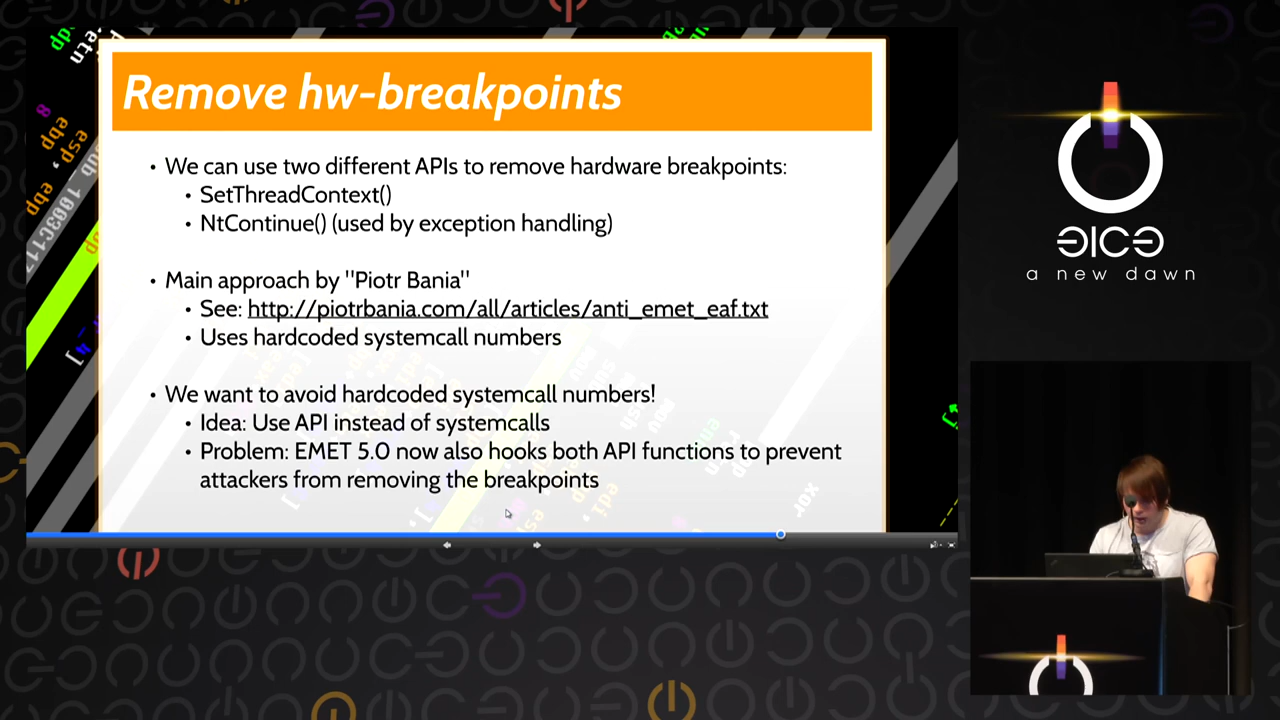 Remove hw-breakpoints
• We can use two different APIs to remove hardware breakpoints:
• SetThreadContext()
• NtContinue() (used by exception handling)
• Main approach by "Piotr Bania"
• See: http://piotrbania.com/all/articles/anti_emet_eaf.txt
• Uses hardcoded systemcall numbers
• We want to avoid hardcoded systemcall numbers!
• Idea: Use API instead of systemcalls
• Problem: EMET 5.0 now also hooks both API functions to prevent
attackers from removing the breakpoints
a new dawn